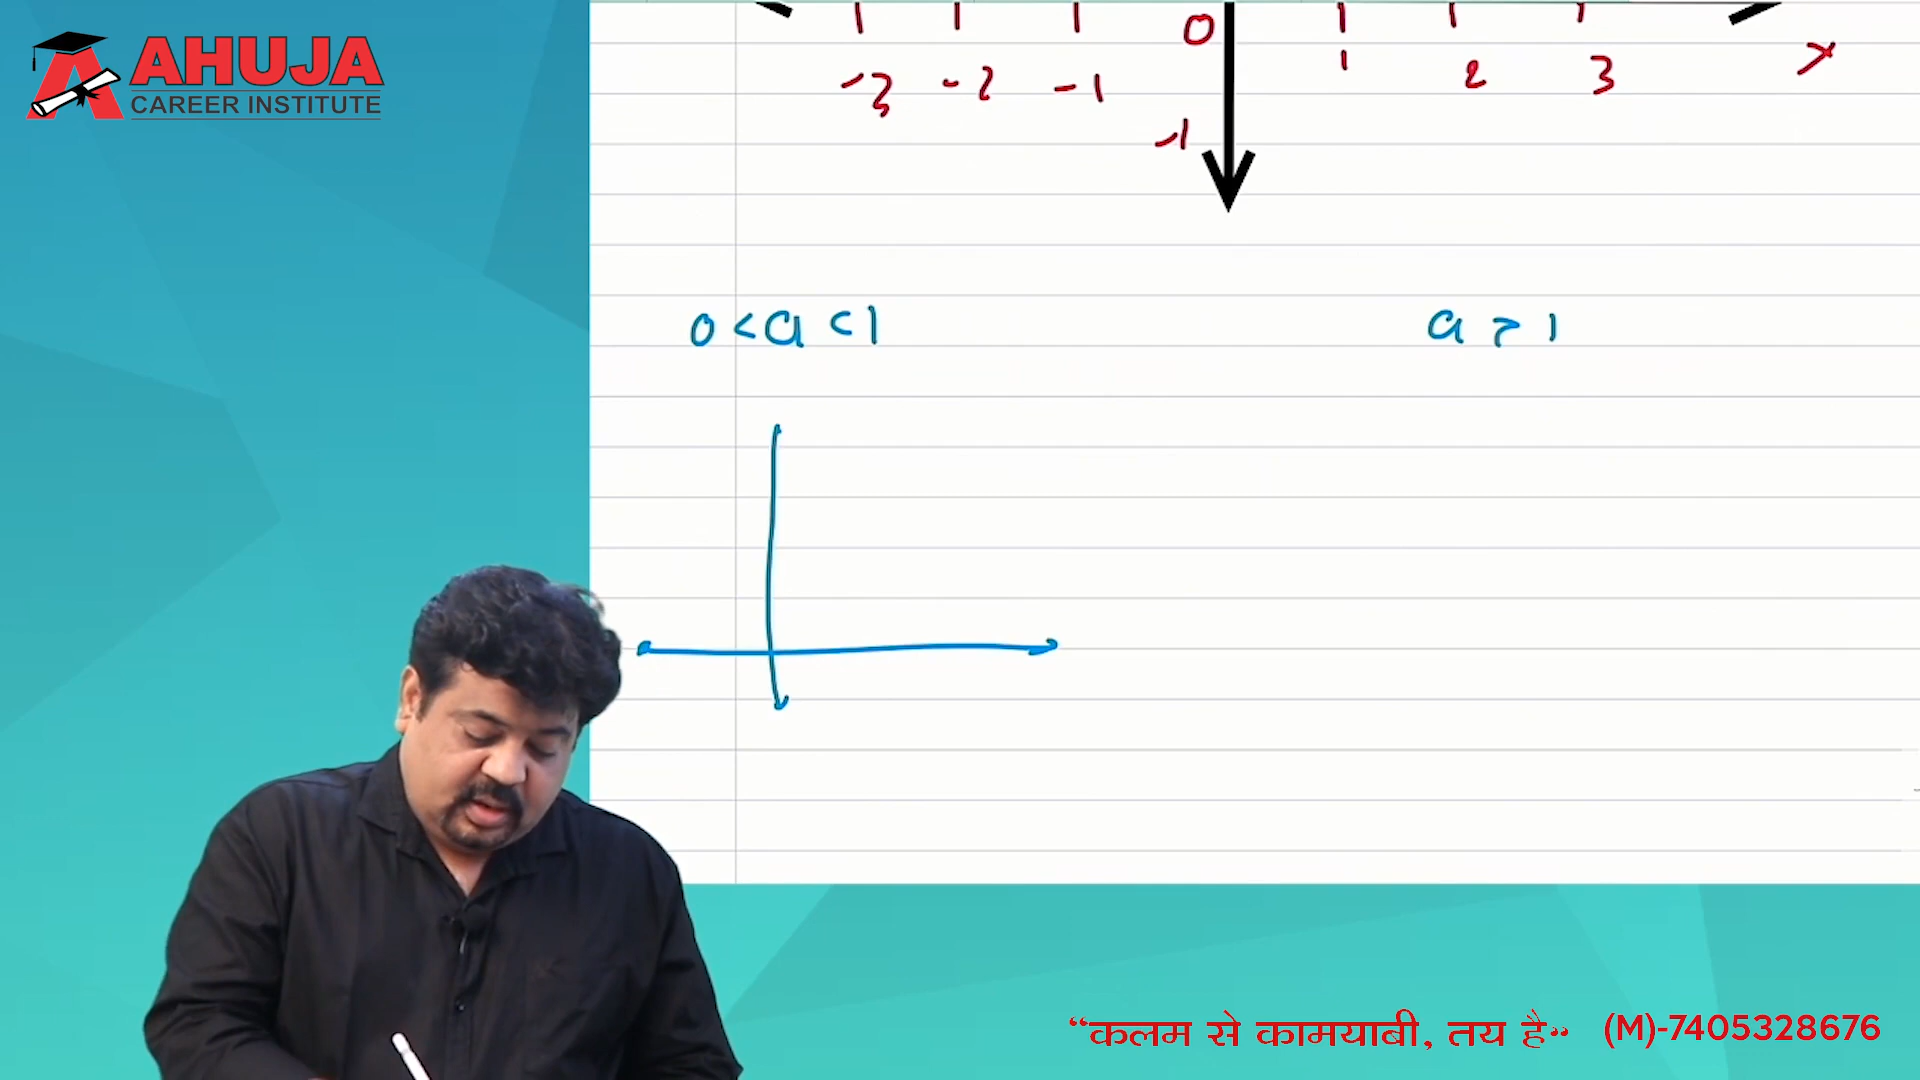 AHUJA
CAREER INSTITUTE
0 1 2 3 x
-3 -2 -1
-1
0 < a < 1 a > 1
“कलम से कामयाबी, तय है” (M)-7405328676